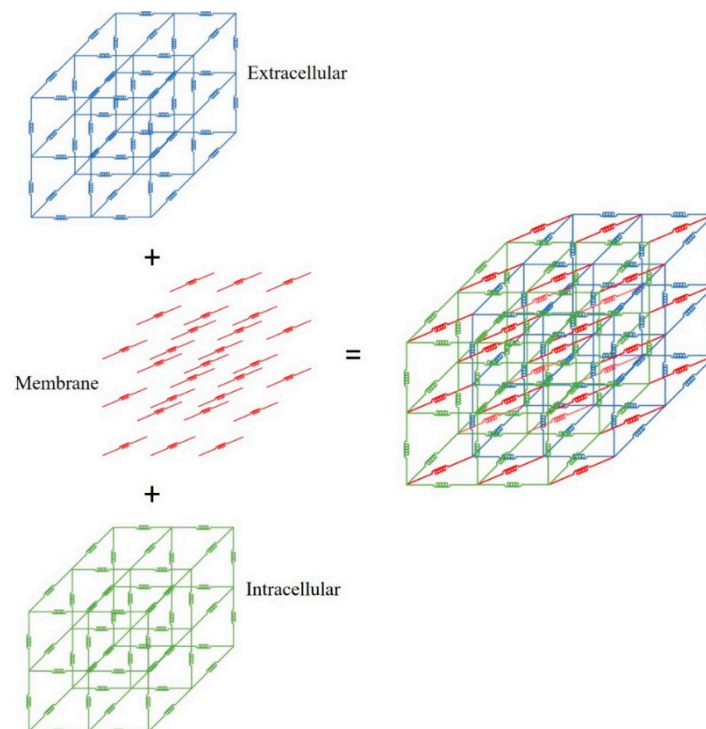 Extracellular
+
Membrane
=
+
Intracellular